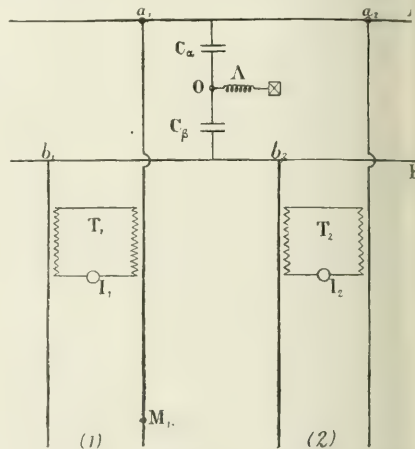 a₁ a₂
Cα
O Λ
Cβ
b₁ b₂
T₁ T₂
I₁ I₂
M₁.
(1) (2)